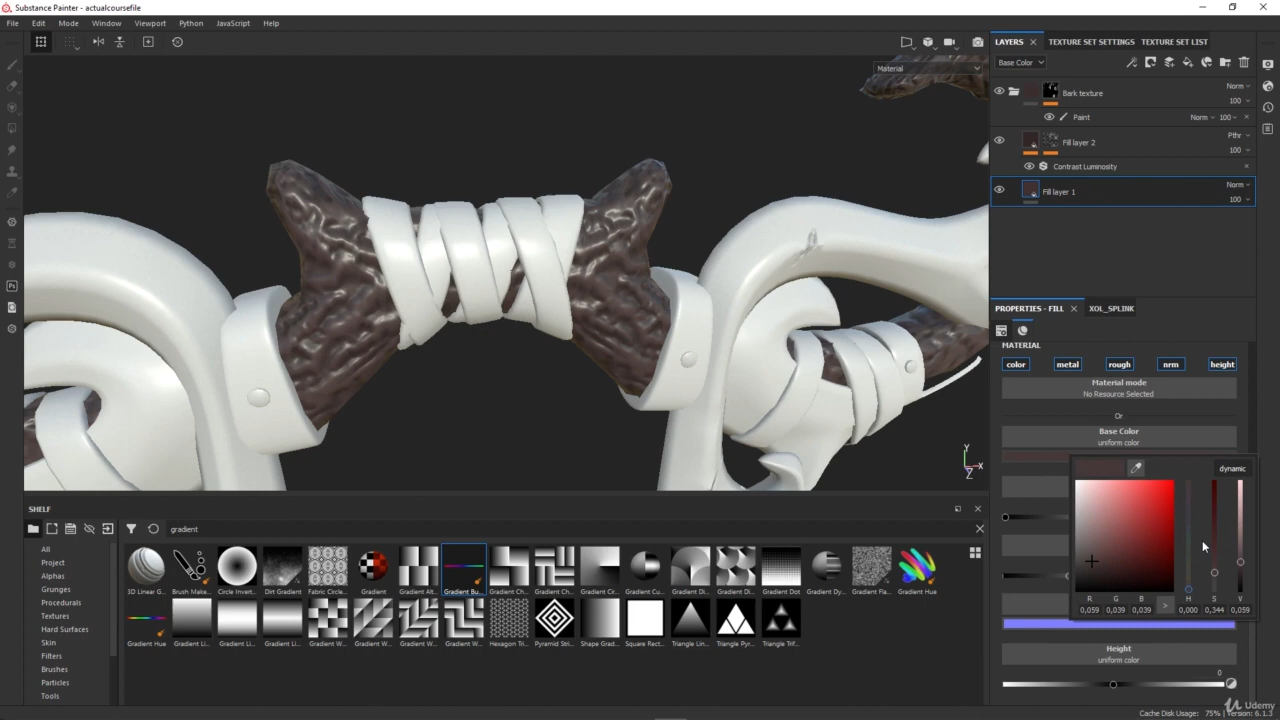 Substance Painter - actualcoursefile
File Edit Mode Window Viewport Python JavaScript Help
Material
LAYERS TEXTURE SET SETTINGS TEXTURE SET LIST
Base Color
Bark texture Norm 100
Paint Norm 100
Fill layer 2 Pthr 100
Contrast Luminosity
Fill layer 1 Norm 100
PROPERTIES - FILL XOL_SPLINK
MATERIAL
color metal rough nrm height
Material mode
No Resource Selected
Or
Base Color
uniform color
dynamic
R G B H S V
0,059 0,039 0,039 > 0,000 0,344 0,059
Height
uniform color
0
Y
X
Z
Ps
SHELF
gradient
All
Project
Alphas
Grunges
Procedurals
Textures
Hard Surfaces
Skin
Filters
Brushes
Particles
Tools
3D Linear G... Brush Make... Circle Invert... Dirt Gradient Fabric Circle... Gradient Gradient Alt... Gradient Bu... Gradient Ch... Gradient Ch... Gradient Cir... Gradient Cu... Gradient Di... Gradient Di... Gradient Dot Gradient Dy... Gradient Fla... Gradient Hue
Gradient Hue Gradient Li... Gradient Li... Gradient Li... Gradient W... Gradient W... Gradient W... Gradient W... Hexagon Tri... Pyramid Stri... Shape Grad... Square Rect... Triangle Lin... Triangle Pyr... Triangle Trif...
Cache Disk Usage: 75% | Version: 6.1.3
Udemy